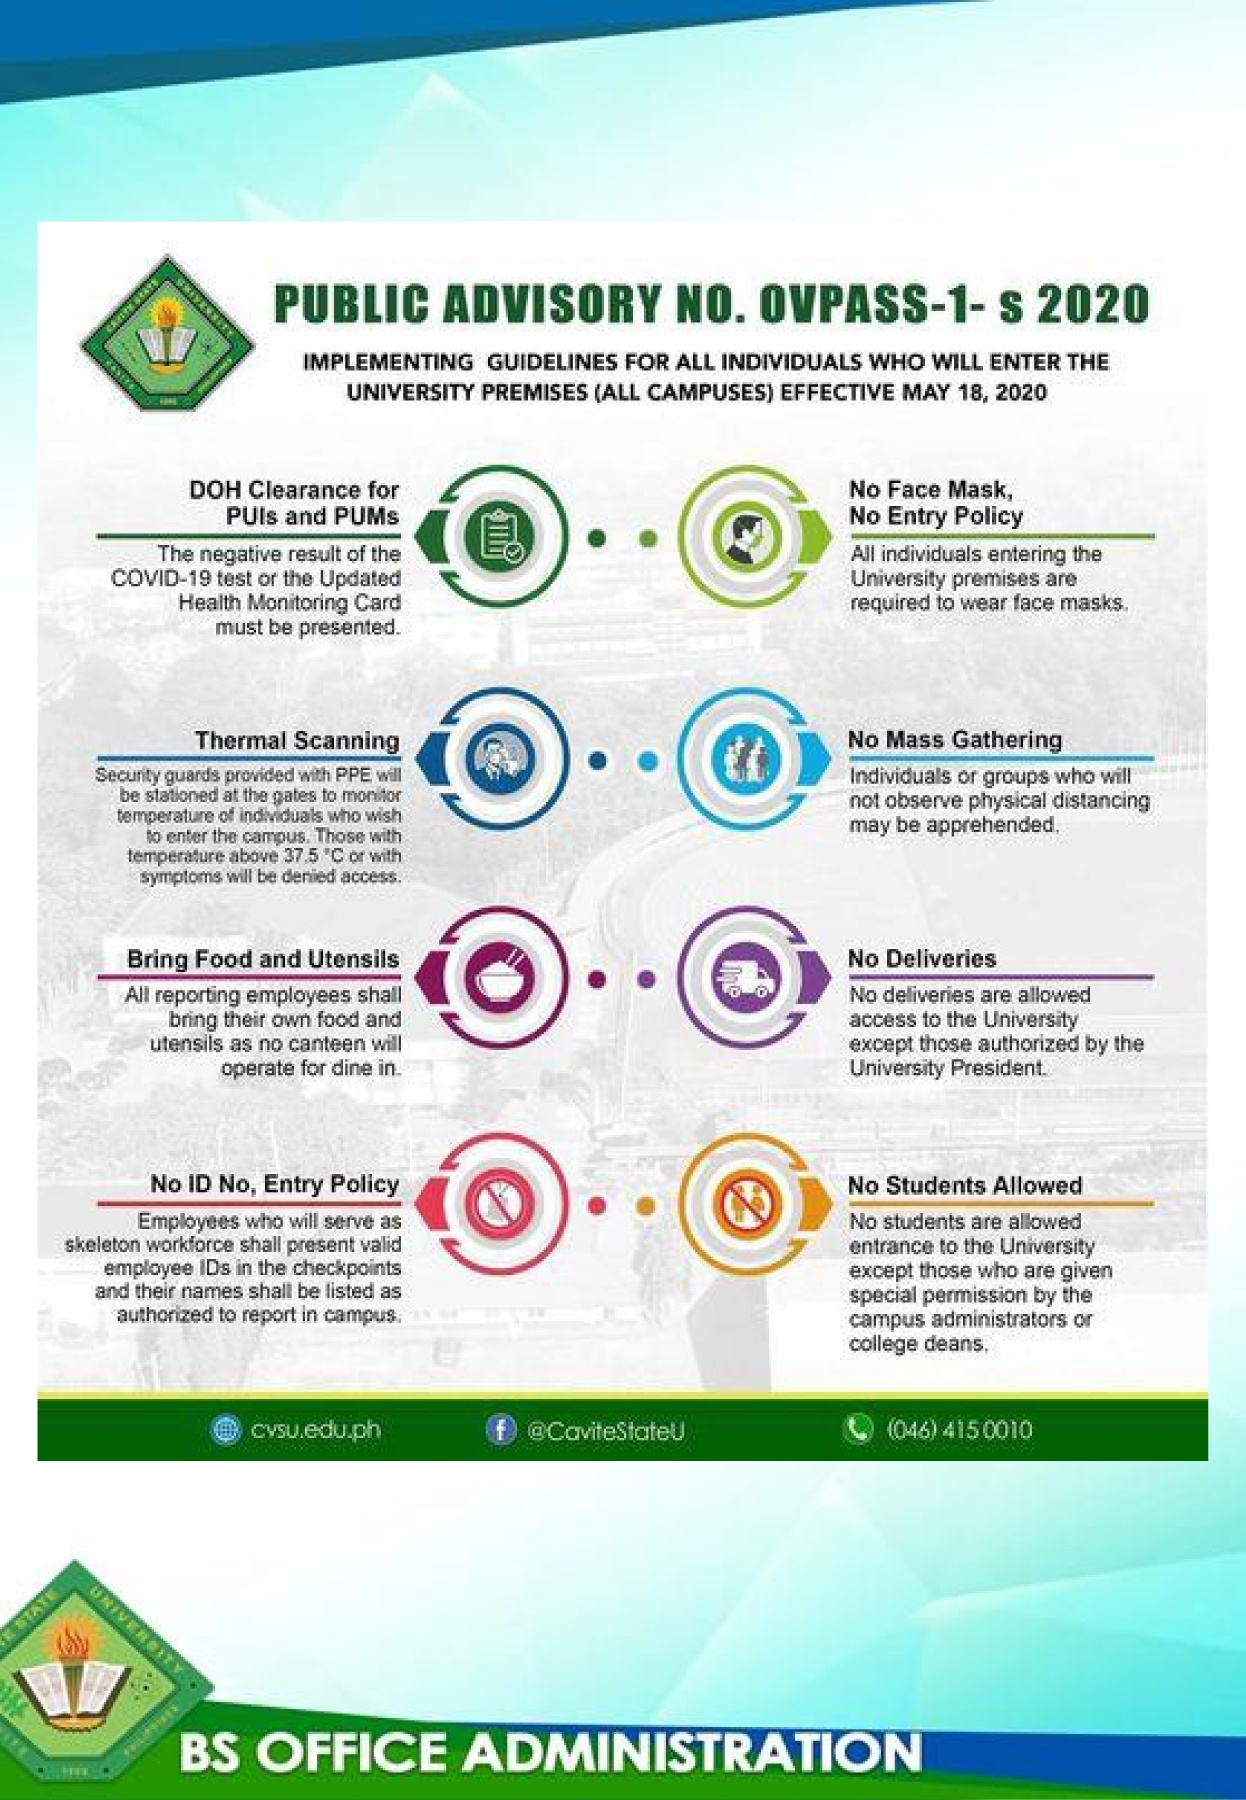 PUBLIC ADVISORY NO. OVPASS-1- s 2020
IMPLEMENTING GUIDELINES FOR ALL INDIVIDUALS WHO WILL ENTER THE
UNIVERSITY PREMISES (ALL CAMPUSES) EFFECTIVE MAY 18, 2020
DOH Clearance for
PUIs and PUMs
The negative result of the
COVID-19 test or the Updated
Health Monitoring Card
must be presented.
No Face Mask,
No Entry Policy
All individuals entering the
University premises are
required to wear face masks.
Thermal Scanning
Security guards provided with PPE will
be stationed at the gates to monitor
temperature of individuals who wish
to enter the campus. Those with
temperature above 37.5 °C or with
symptoms will be denied access.
No Mass Gathering
Individuals or groups who will
not observe physical distancing
may be apprehended.
Bring Food and Utensils
All reporting employees shall
bring their own food and
utensils as no canteen will
operate for dine in.
No Deliveries
No deliveries are allowed
access to the University
except those authorized by the
University President.
No ID No, Entry Policy
Employees who will serve as
skeleton workforce shall present valid
employee IDs in the checkpoints
and their names shall be listed as
authorized to report in campus.
No Students Allowed
No students are allowed
entrance to the University
except those who are given
special permission by the
campus administrators or
college deans.
cvsu.edu.ph
@CaviteStateU
(046) 415 0010
STATE UNIVERSITY
PHILIPPINES
BS OFFICE ADMINISTRATION